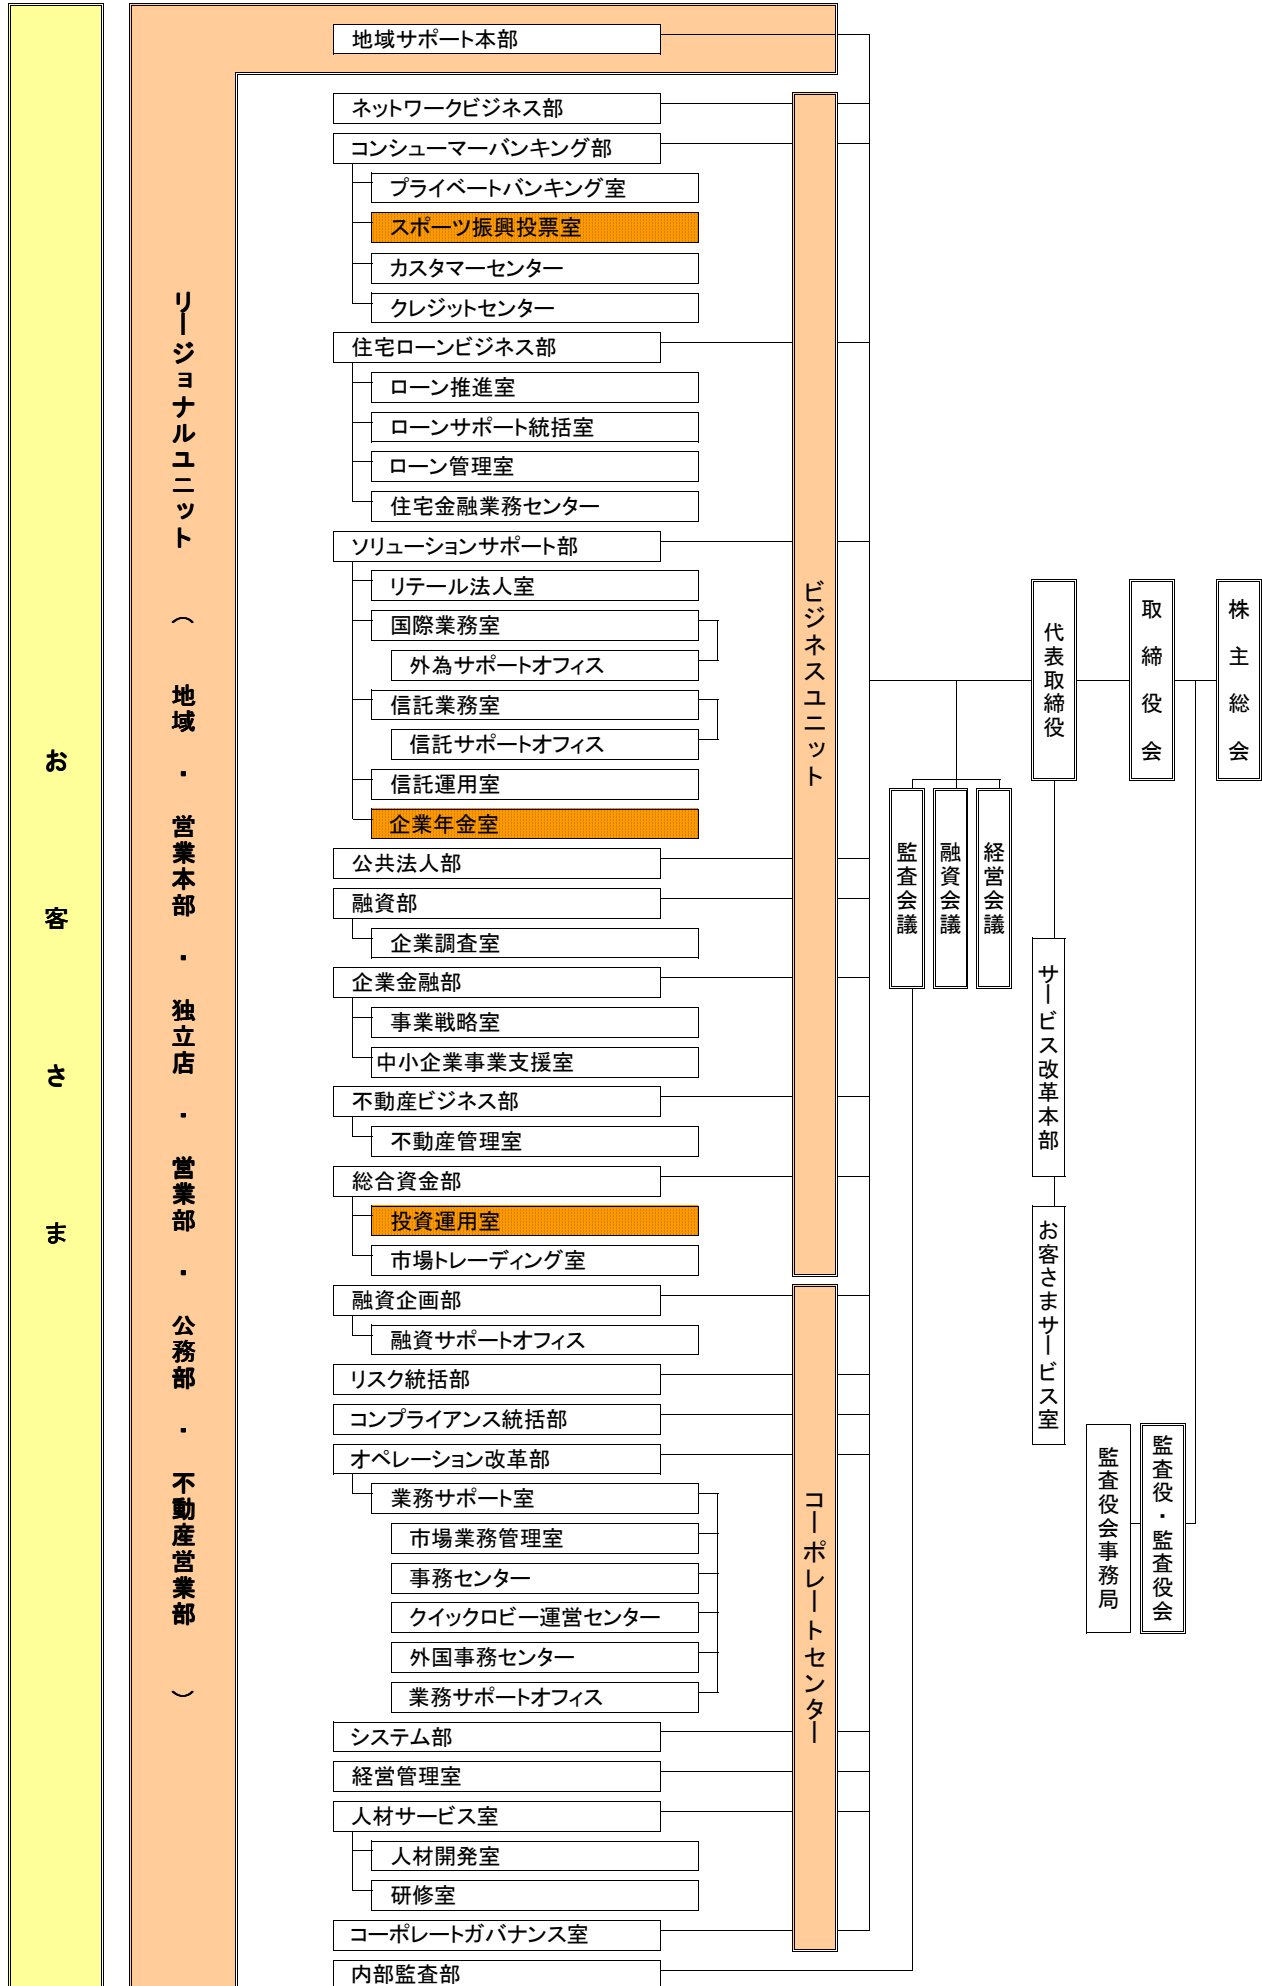 お客さま
リージョナルユニット（地域・営業本部・独立店・営業部・公務部・不動産営業部）
地域サポート本部
ネットワークビジネス部
コンシューマーバンキング部
プライベートバンキング室
スポーツ振興投票室
カスタマーセンター
クレジットセンター
住宅ローンビジネス部
ローン推進室
ローンサポート統括室
ローン管理室
住宅金融業務センター
ソリューションサポート部
リテール法人室
国際業務室
外為サポートオフィス
信託業務室
信託サポートオフィス
信託運用室
企業年金室
公共法人部
融資部
企業調査室
企業金融部
事業戦略室
中小企業事業支援室
不動産ビジネス部
不動産管理室
総合資金部
投資運用室
市場トレーディング室
融資企画部
融資サポートオフィス
リスク統括部
コンプライアンス統括部
オペレーション改革部
業務サポート室
市場業務管理室
事務センター
クイックロビー運営センター
外国事務センター
業務サポートオフィス
システム部
経営管理室
人材サービス室
人材開発室
研修室
コーポレートガバナンス室
内部監査部
ビジネスユニット
コーポレートセンター
監査会議
融資会議
経営会議
代表取締役
サービス改革本部
お客さまサービス室
取締役会
株主総会
監査役会事務局
監査役・監査役会